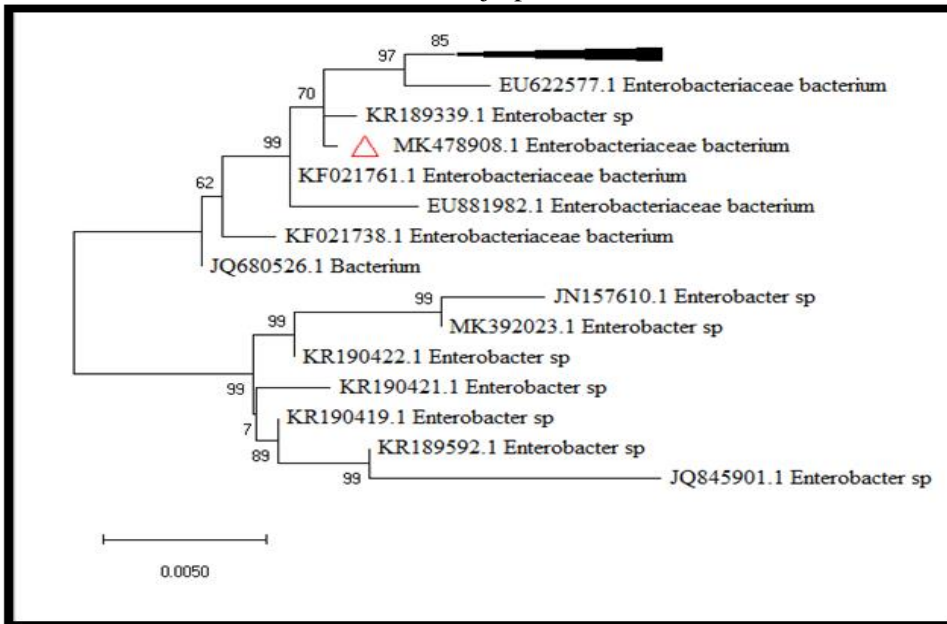 85
97
EU622577.1 Enterobacteriaceae bacterium
70
KR189339.1 Enterobacter sp
MK478908.1 Enterobacteriaceae bacterium
99
KF021761.1 Enterobacteriaceae bacterium
62
EU881982.1 Enterobacteriaceae bacterium
KF021738.1 Enterobacteriaceae bacterium
JQ680526.1 Bacterium
99
JN157610.1 Enterobacter sp
99
MK392023.1 Enterobacter sp
KR190422.1 Enterobacter sp
99
KR190421.1 Enterobacter sp
KR190419.1 Enterobacter sp
7
89
KR189592.1 Enterobacter sp
99
JQ845901.1 Enterobacter sp
0.0050